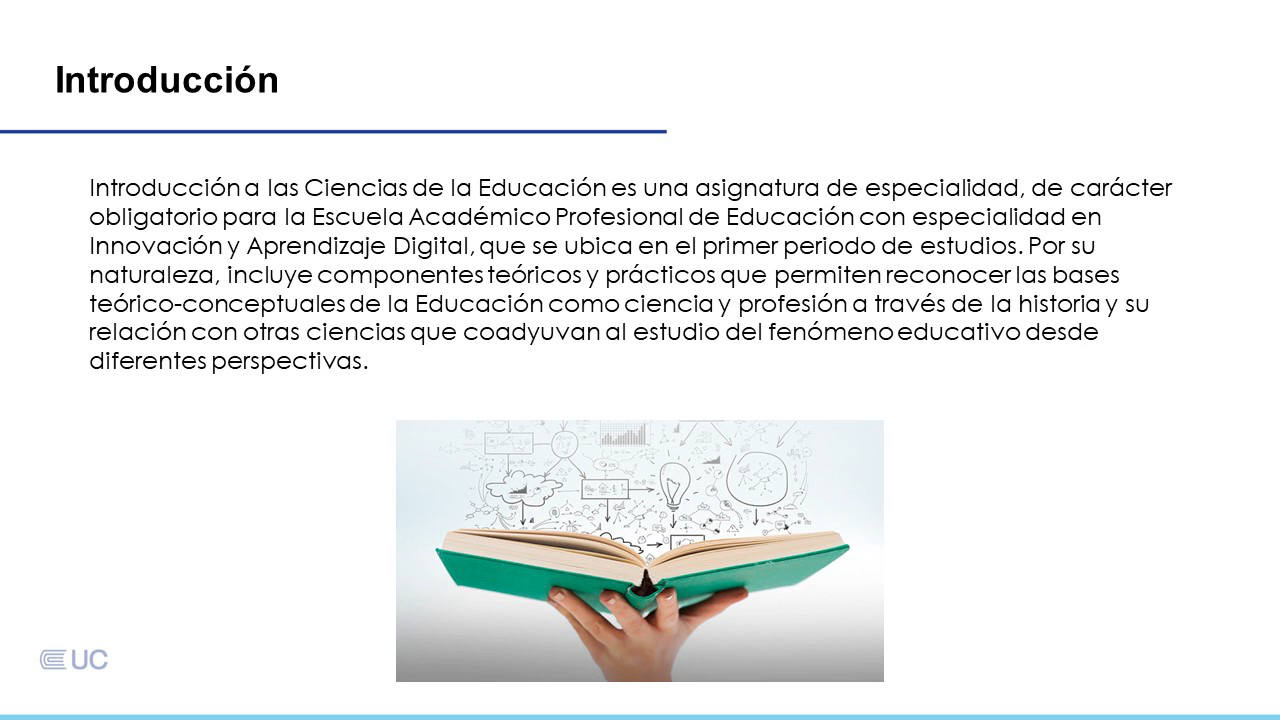 Introducción
Introducción a las Ciencias de la Educación es una asignatura de especialidad, de carácter
obligatorio para la Escuela Académico Profesional de Educación con especialidad en
Innovación y Aprendizaje Digital, que se ubica en el primer periodo de estudios. Por su
naturaleza, incluye componentes teóricos y prácticos que permiten reconocer las bases
teórico-conceptuales de la Educación como ciencia y profesión a través de la historia y su
relación con otras ciencias que coadyuvan al estudio del fenómeno educativo desde
diferentes perspectivas.
UC